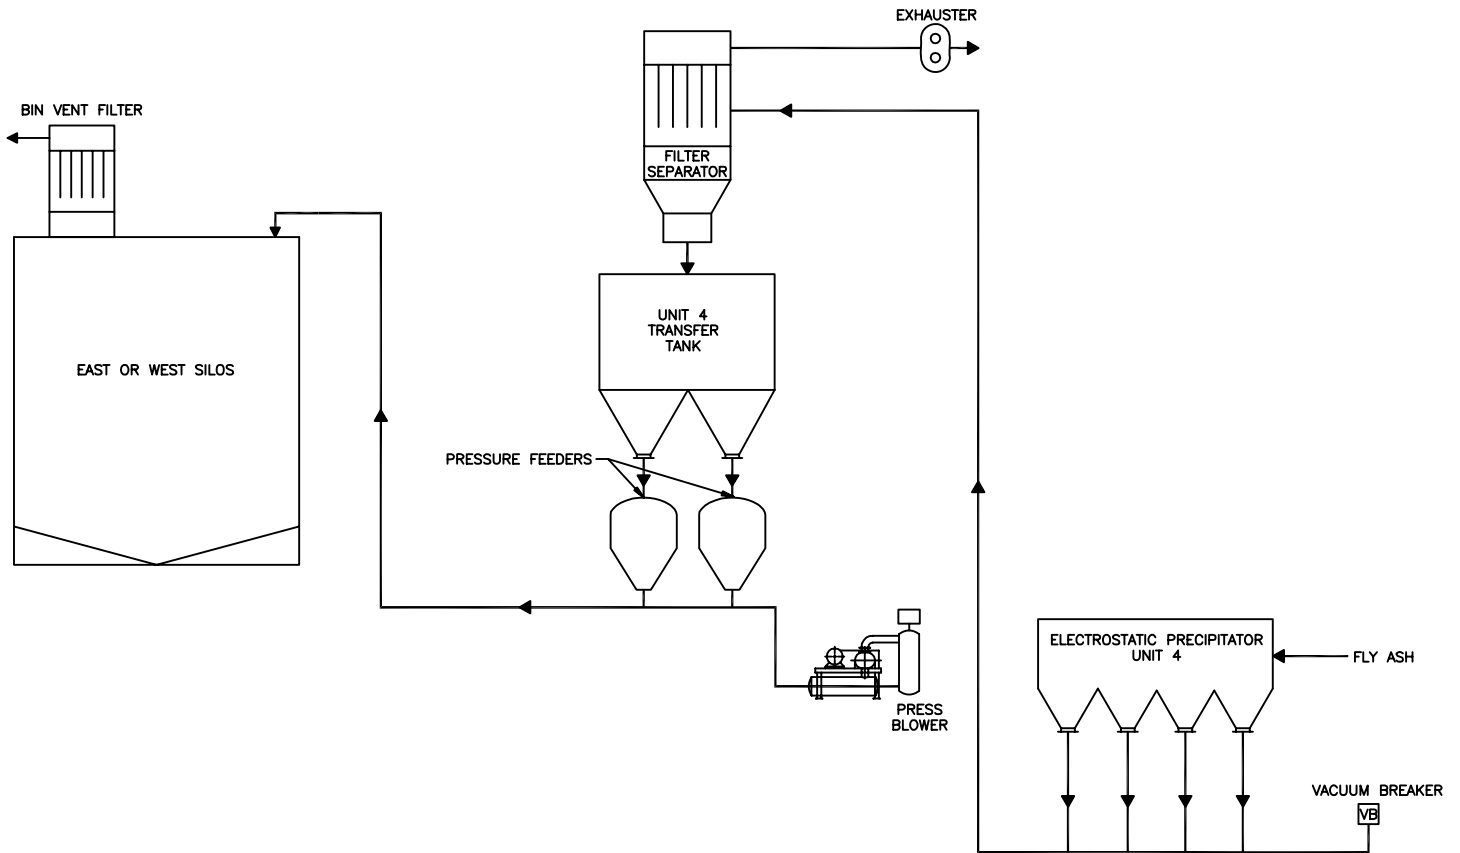 EXHAUSTER
BIN VENT FILTER
FILTER
SEPARATOR
UNIT 4
TRANSFER
TANK
EAST OR WEST SILOS
PRESSURE FEEDERS
ELECTROSTATIC PRECIPITATOR
UNIT 4
FLY ASH
PRESS
BLOWER
VACUUM BREAKER
VB